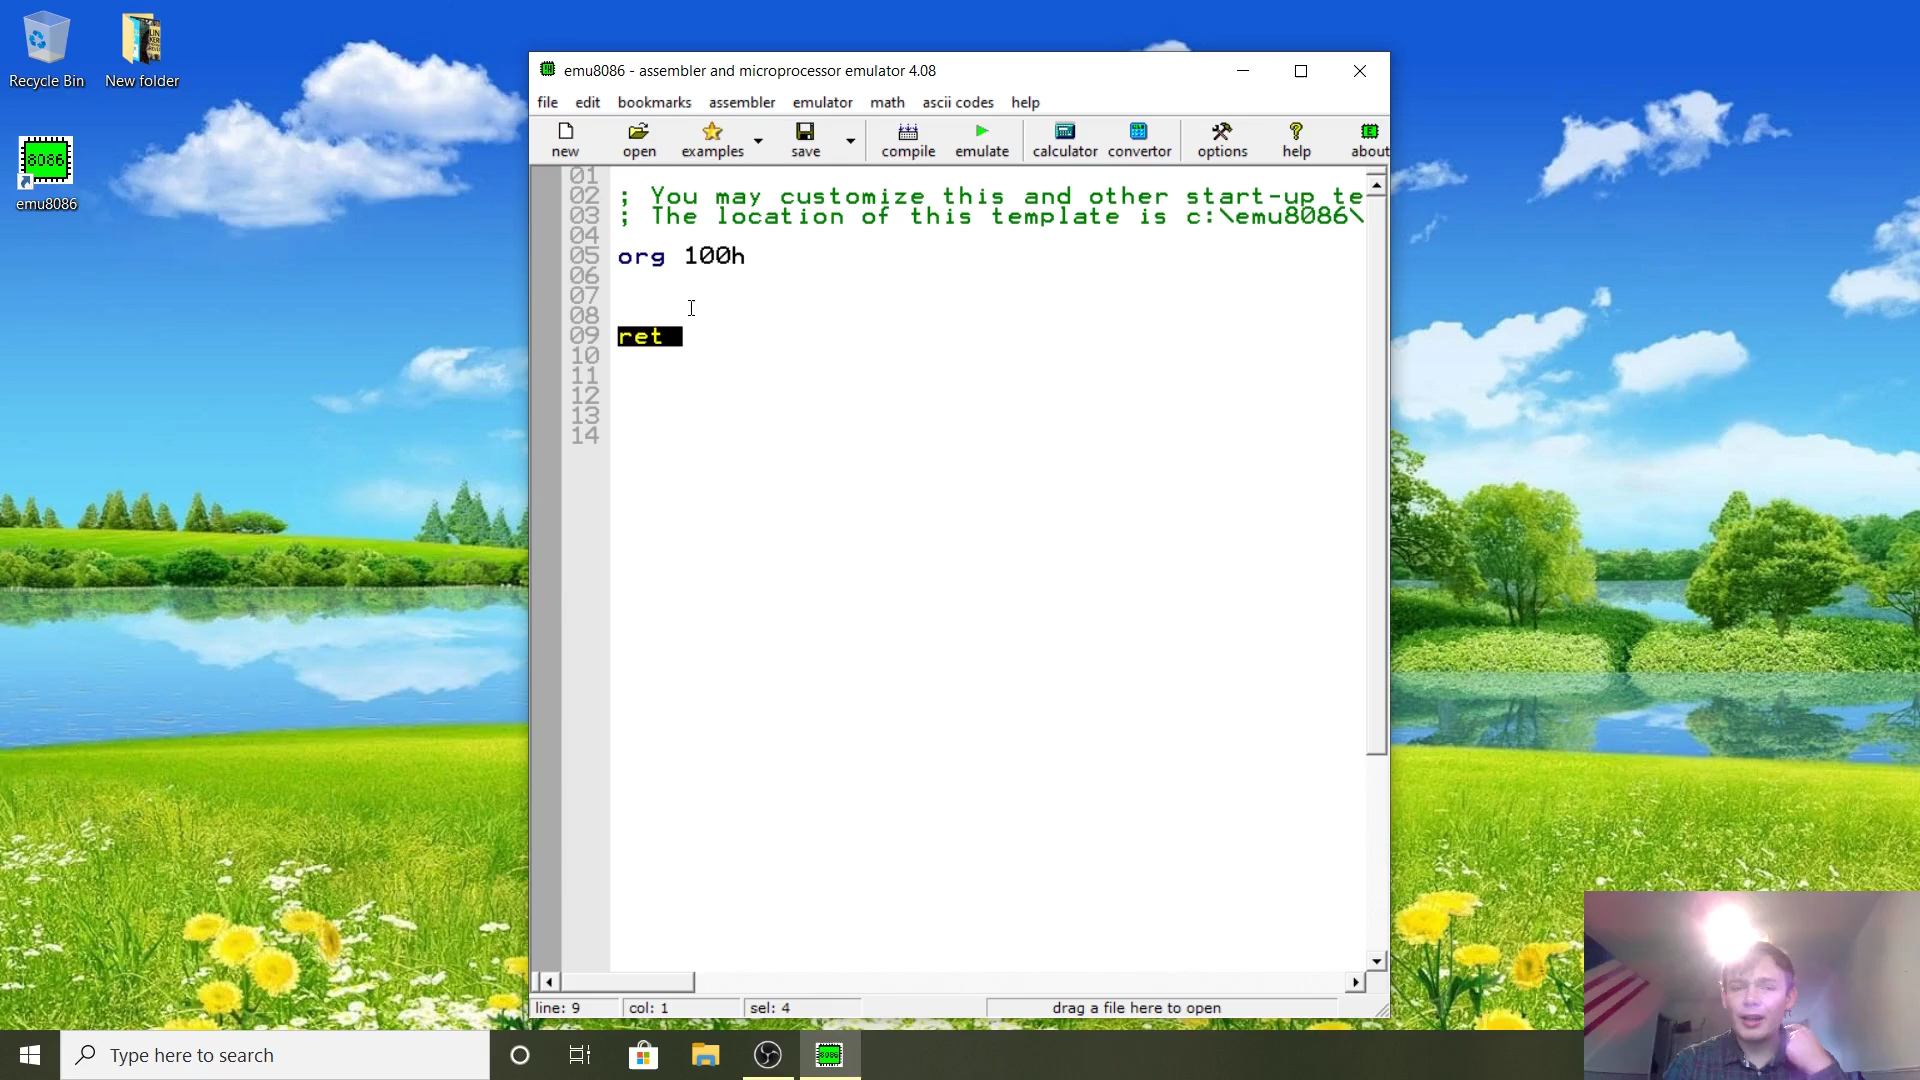 Recycle Bin
New folder
8086
emu8086
emu8086 - assembler and microprocessor emulator 4.08
file edit bookmarks assembler emulator math ascii codes help
new open examples save compile emulate calculator convertor options help about
01
02 ; You may customize this and other start-up te
03 ; The location of this template is c:\emu8086\
04
05 org 100h
06
07
08
09 ret
10
11
12
13
14
line: 9 col: 1 sel: 4 drag a file here to open
Type here to search
8086